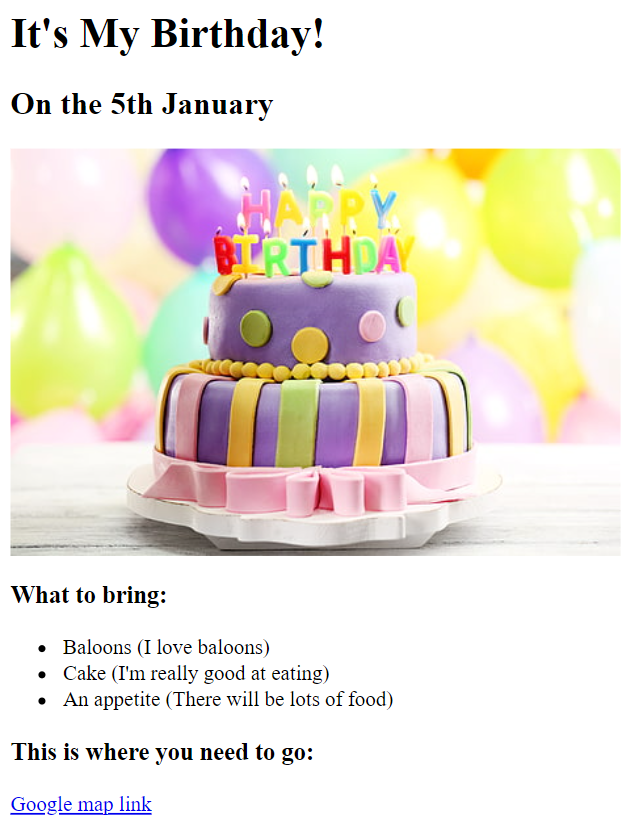 It's My Birthday!
On the 5th January
HAPPY
BIRTHDAY
What to bring:
Baloons (I love baloons)
Cake (I'm really good at eating)
An appetite (There will be lots of food)
This is where you need to go:
Google map link